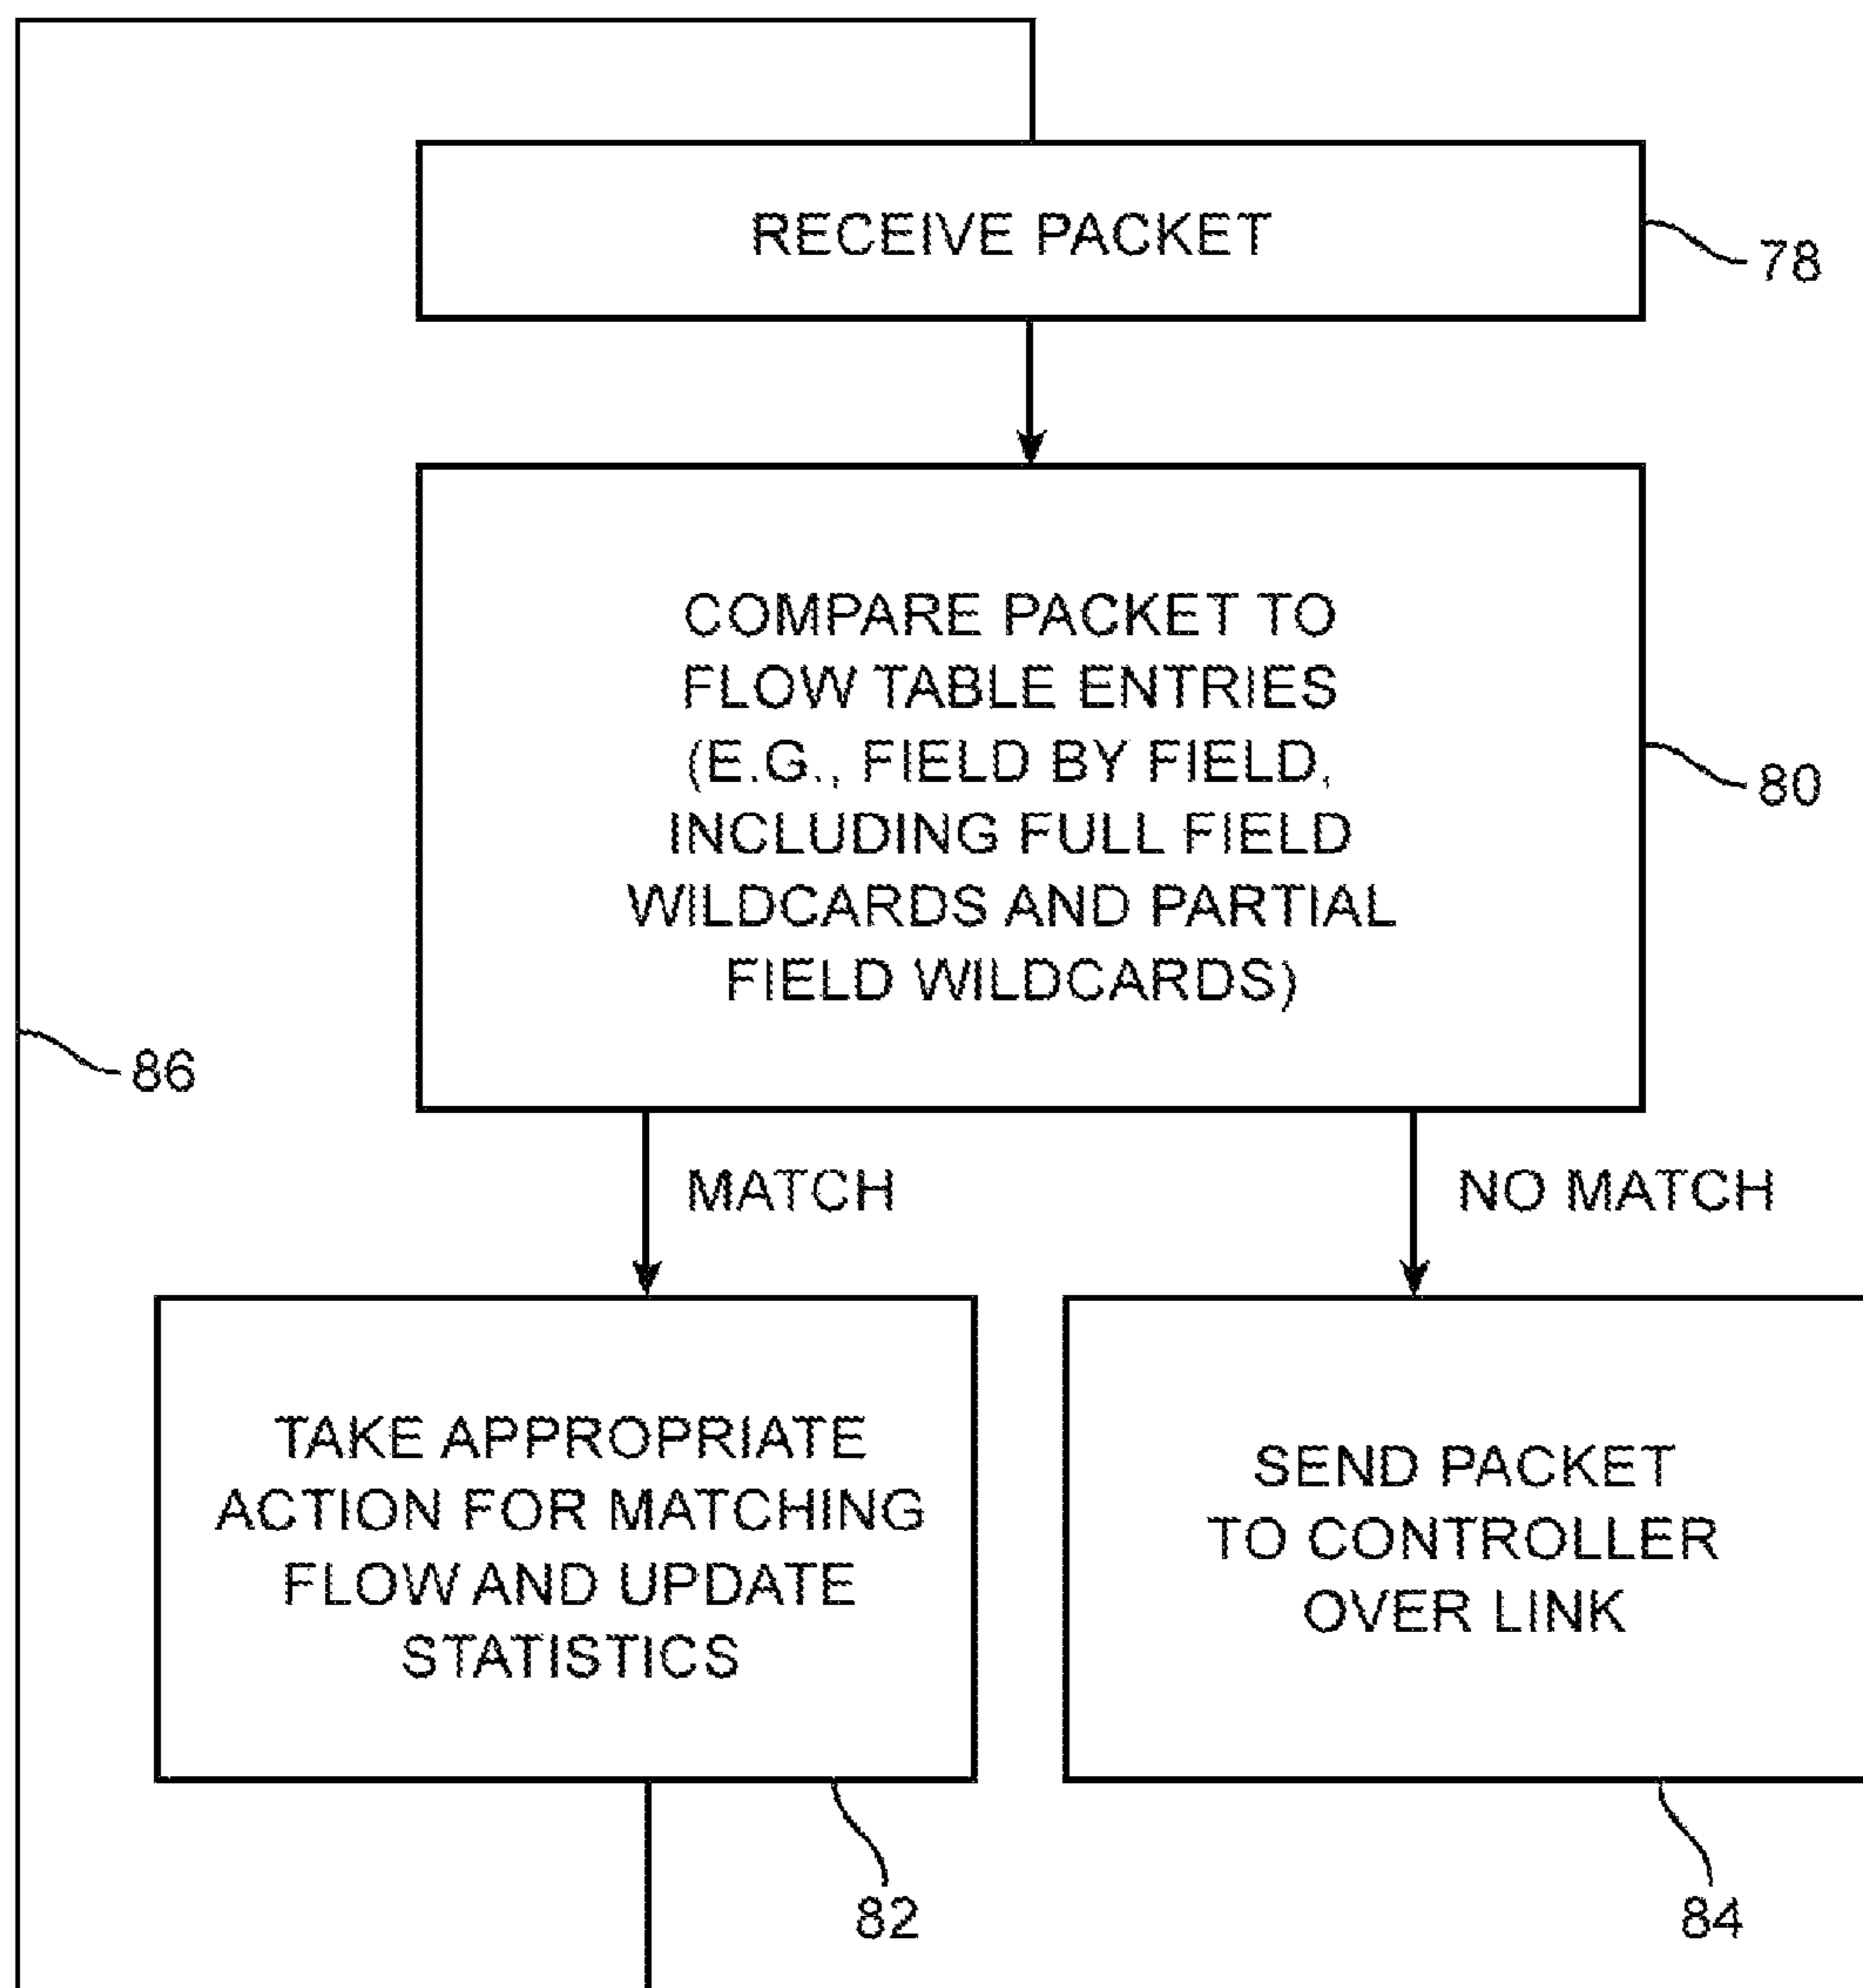 RECEIVE PACKET
78
COMPARE PACKET TO
FLOW TABLE ENTRIES
(E.G., FIELD BY FIELD,
INCLUDING FULL FIELD
WILDCARDS AND PARTIAL
FIELD WILDCARDS)
80
86
MATCH
NO MATCH
TAKE APPROPRIATE
ACTION FOR MATCHING
FLOW AND UPDATE
STATISTICS
SEND PACKET
TO CONTROLLER
OVER LINK
82
84